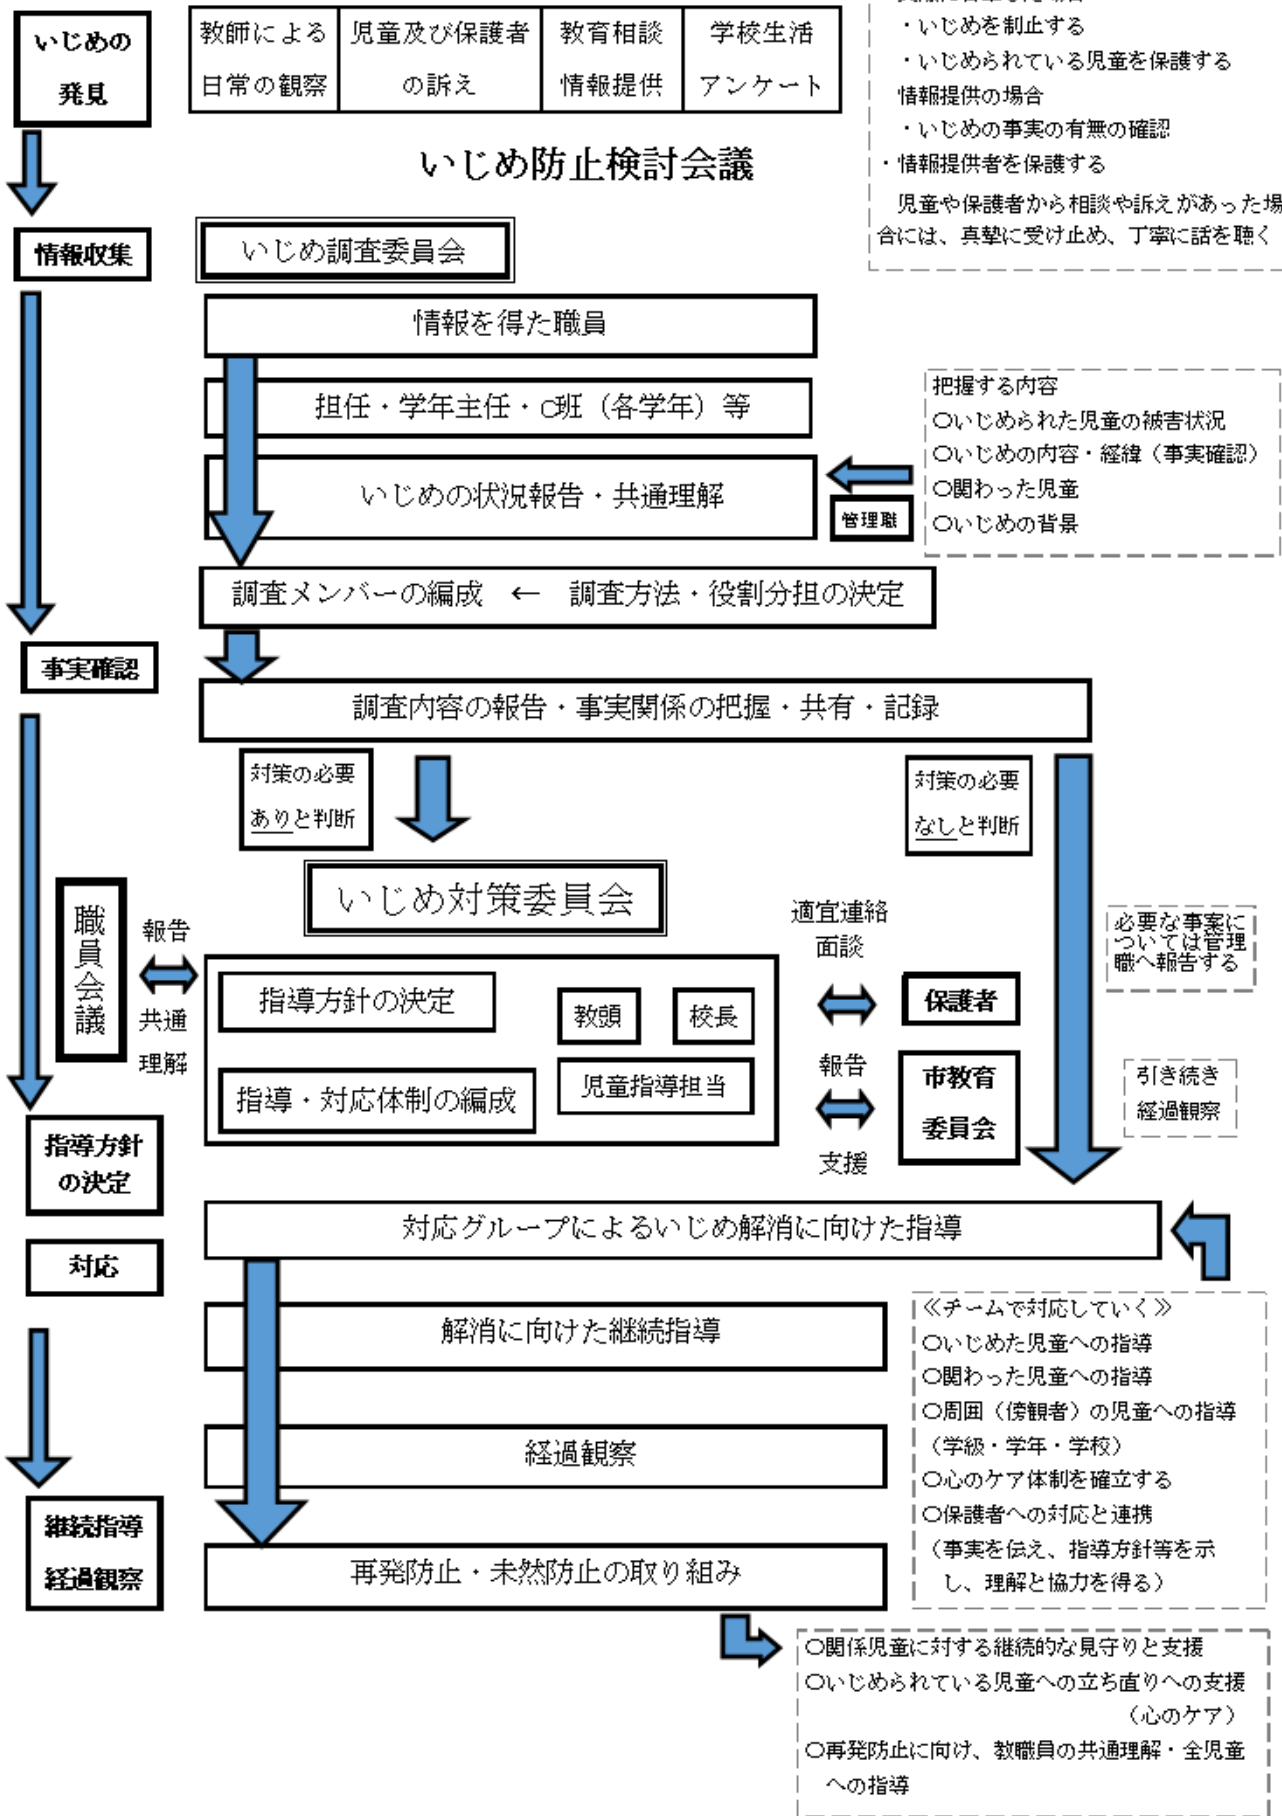 いじめの
発見
教師による
日常の観察
児童及び保護者
の訴え
教育相談
情報提供
学校生活
アンケート
・いじめを制止する
・いじめられている児童を保護する
情報提供の場合
・いじめの事実の有無の確認
・情報提供者を保護する
児童や保護者から相談や訴えがあった場
合には、真摯に受け止め、丁寧に話を聴く
いじめ防止検討会議
情報収集
いじめ調査委員会
情報を得た職員
担任・学年主任・C班（各学年）等
いじめの状況報告・共通理解
管理職
把握する内容
○いじめられた児童の被害状況
○いじめの内容・経緯（事実確認）
○関わった児童
○いじめの背景
調査メンバーの編成 ← 調査方法・役割分担の決定
事実確認
調査内容の報告・事実関係の把握・共有・記録
対策の必要
ありと判断
対策の必要
なしと判断
いじめ対策委員会
職員会議
報告
共通
理解
指導方針の決定
教頭
校長
指導・対応体制の編成
児童指導担当
適宜連絡
面談
保護者
報告
支援
市教育
委員会
必要な事案に
ついては管理
職へ報告する
引き続き
経過観察
指導方針
の決定
対応
対応グループによるいじめ解消に向けた指導
解消に向けた継続指導
経過観察
継続指導
経過観察
再発防止・未然防止の取り組み
≪チームで対応していく≫
○いじめた児童への指導
○関わった児童への指導
○周囲（傍観者）の児童への指導
（学級・学年・学校）
○心のケア体制を確立する
○保護者への対応と連携
（事実を伝え、指導方針等を示
し、理解と協力を得る）
○関係児童に対する継続的な見守りと支援
○いじめられている児童への立ち直りへの支援
（心のケア）
○再発防止に向け、教職員の共通理解・全児童
への指導